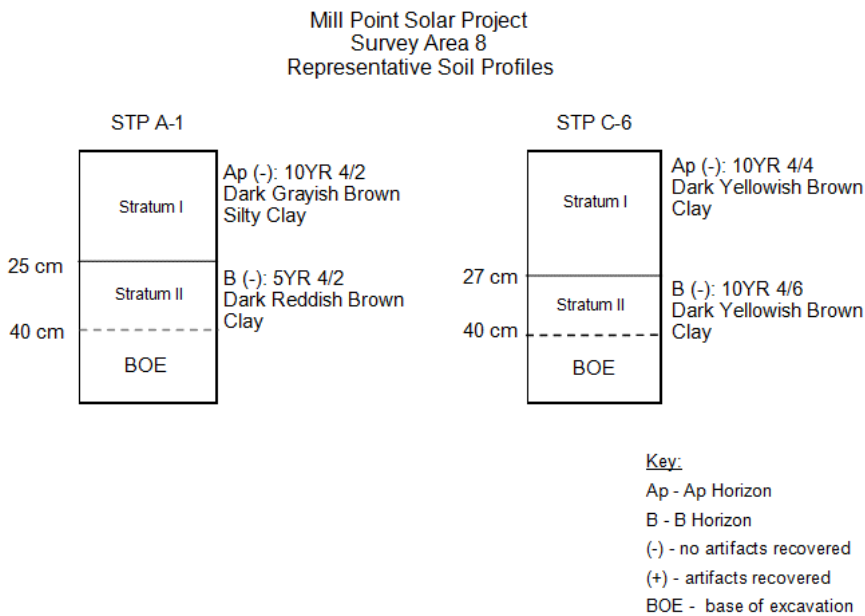 Mill Point Solar Project
Survey Area 8
Representative Soil Profiles
STP A-1
Stratum I
Ap (-): 10YR 4/2
Dark Grayish Brown
Silty Clay
25 cm
Stratum II
B (-): 5YR 4/2
Dark Reddish Brown
Clay
40 cm
BOE
STP C-6
Stratum I
Ap (-): 10YR 4/4
Dark Yellowish Brown
Clay
27 cm
Stratum II
B (-): 10YR 4/6
Dark Yellowish Brown
Clay
40 cm
BOE
Key:
Ap - Ap Horizon
B - B Horizon
(-) - no artifacts recovered
(+) - artifacts recovered
BOE - base of excavation